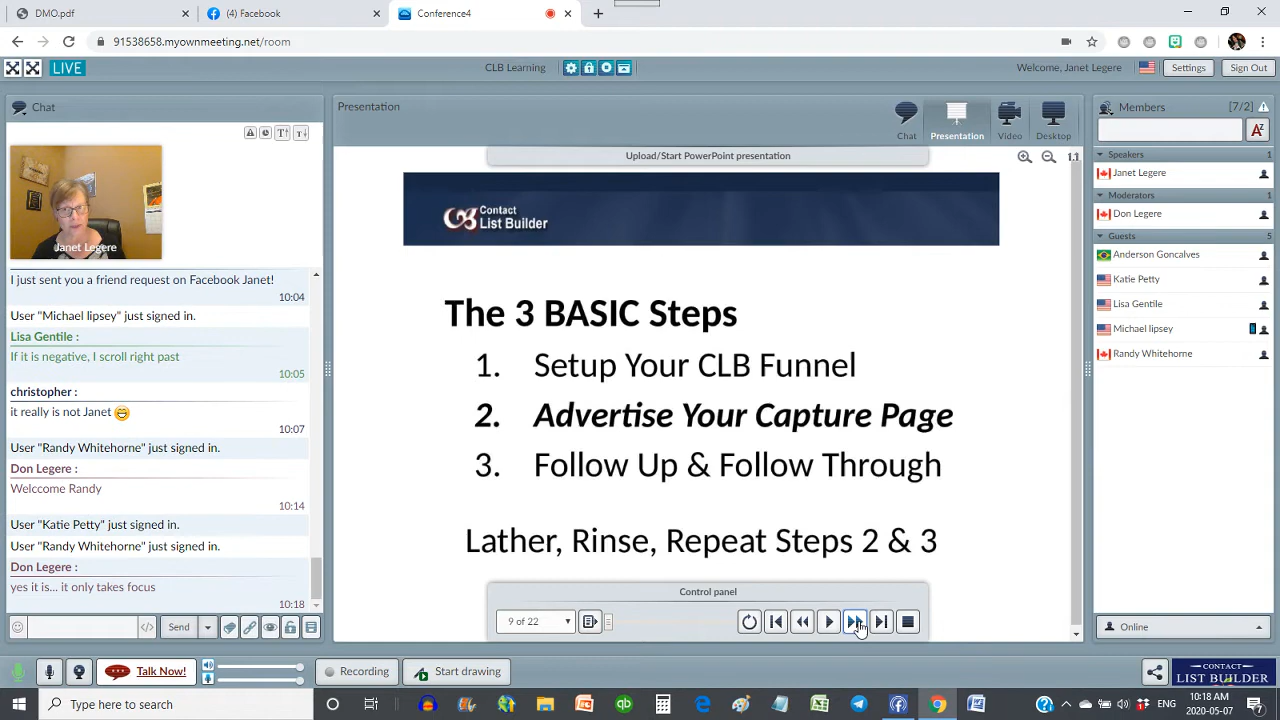 DMO.pdf
(4) Facebook
Conference4
91538658.myownmeeting.net/room
LIVE
CLB Learning
Welcome, Janet Legere
Settings
Sign Out
Chat
Janet Legere
I just sent you a friend request on Facebook Janet!
10:04
User "Michael lipsey" just signed in.
Lisa Gentile :
If it is negative, I scroll right past
10:05
christopher :
it really is not Janet 😄
10:07
User "Randy Whitehorne" just signed in.
Don Legere :
Wellcome Randy
10:14
User "Katie Petty" just signed in.
User "Randy Whitehorne" just signed in.
Don Legere :
yes it is... it only takes focus
10:18
Send
Presentation
Chat
Presentation
Video
Desktop
Upload/Start PowerPoint presentation
1:1
Contact
List Builder
The 3 BASIC Steps
1. Setup Your CLB Funnel
2. Advertise Your Capture Page
3. Follow Up & Follow Through
Lather, Rinse, Repeat Steps 2 & 3
Control panel
9 of 22
Members
[7/2]
Speakers 1
Janet Legere
Moderators 1
Don Legere
Guests 5
Anderson Goncalves
Katie Petty
Lisa Gentile
Michael lipsey
Randy Whitehorne
Online
Talk Now!
Recording
Start drawing
CONTACT
LIST BUILDER
Type here to search
ENG
10:18 AM
2020-05-07